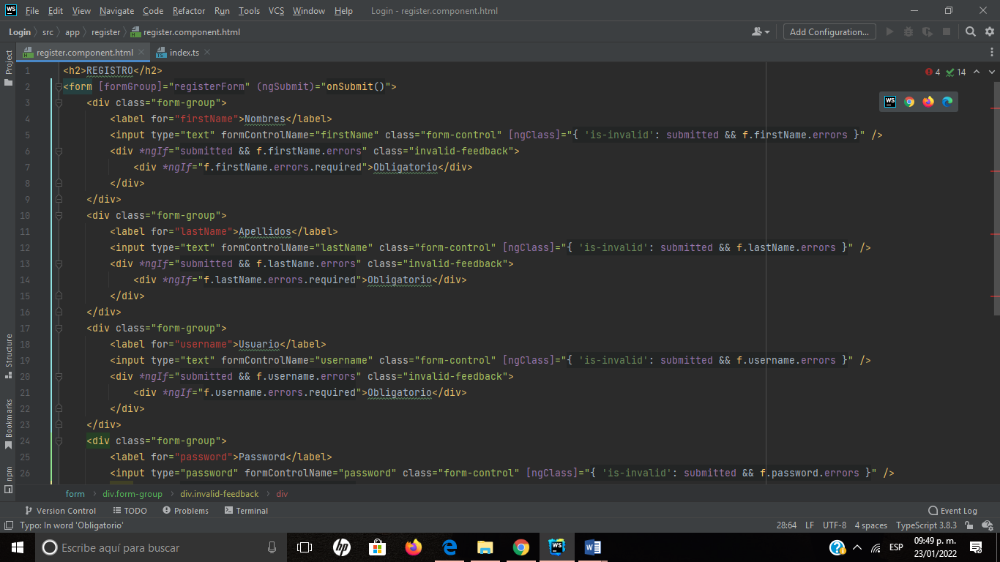 WS File Edit View Navigate Code Refactor Run Tools VCS Window Help Login - register.component.html
Login src app register register.component.html Add Configuration...
Project register.component.html index.ts
1 <h2>REGISTRO</h2> 4 14
2 <form [formGroup]="registerForm" (ngSubmit)="onSubmit()">
3 <div class="form-group">
4 <label for="firstName">Nombres</label>
5 <input type="text" formControlName="firstName" class="form-control" [ngClass]="{ 'is-invalid': submitted && f.firstName.errors }" />
6 <div *ngIf="submitted && f.firstName.errors" class="invalid-feedback">
7 <div *ngIf="f.firstName.errors.required">Obligatorio</div>
8 </div>
9 </div>
10 <div class="form-group">
11 <label for="lastName">Apellidos</label>
12 <input type="text" formControlName="lastName" class="form-control" [ngClass]="{ 'is-invalid': submitted && f.lastName.errors }" />
13 <div *ngIf="submitted && f.lastName.errors" class="invalid-feedback">
14 <div *ngIf="f.lastName.errors.required">Obligatorio</div>
15 </div>
16 </div>
17 <div class="form-group">
18 <label for="username">Usuario</label>
19 <input type="text" formControlName="username" class="form-control" [ngClass]="{ 'is-invalid': submitted && f.username.errors }" />
20 <div *ngIf="submitted && f.username.errors" class="invalid-feedback">
21 <div *ngIf="f.username.errors.required">Obligatorio</div>
22 </div>
23 </div>
24 <div class="form-group">
25 <label for="password">Password</label>
26 <input type="password" formControlName="password" class="form-control" [ngClass]="{ 'is-invalid': submitted && f.password.errors }" />
Structure
Bookmarks
npm
form div.form-group div.invalid-feedback div
Version Control TODO Problems Terminal Event Log
Typo: In word 'Obligatorio' 28:64 LF UTF-8 4 spaces TypeScript 3.8.3
Escribe aquí para buscar hp WS ESP 09:49 p. m.
23/01/2022